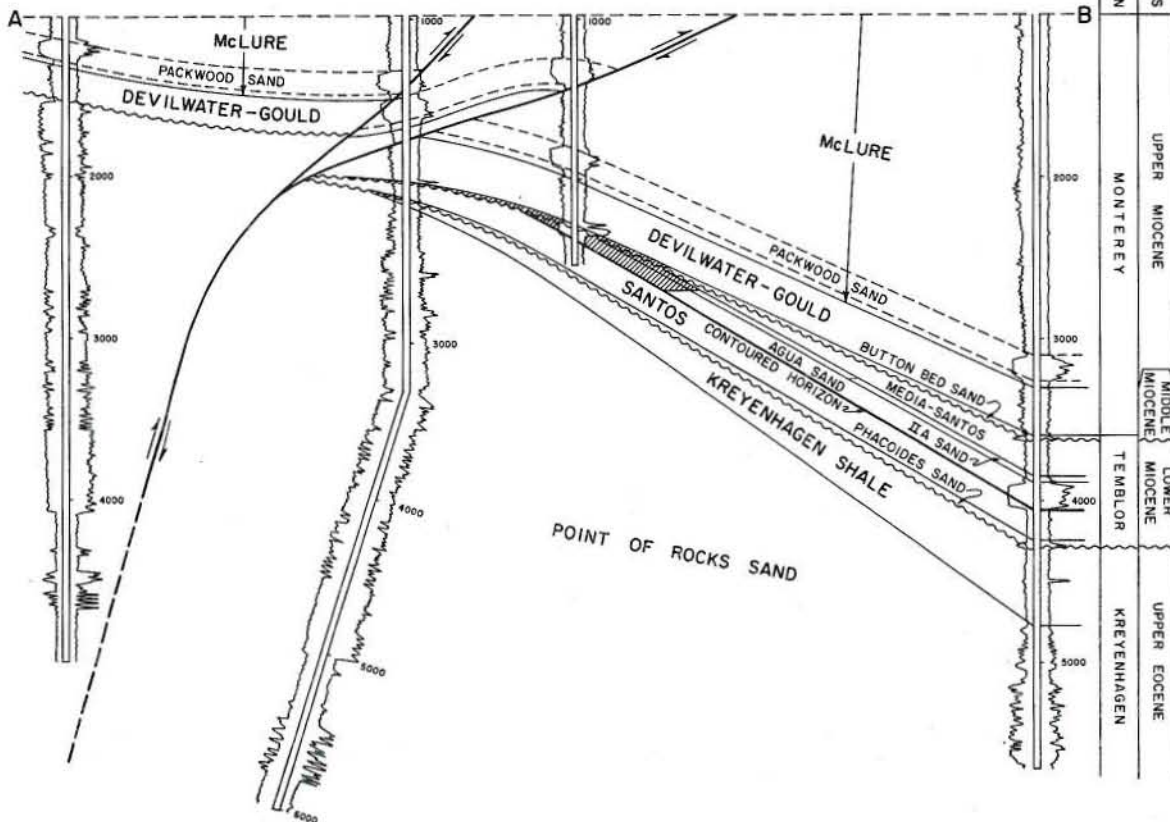 A
B
N
S
1000
1000
McLURE
PACKWOOD SAND
DEVILWATER-GOULD
2000
2000
McLURE
PACKWOOD SAND
DEVILWATER-GOULD
BUTTON BED SAND
MEDIA-SANTOS
AGUA SAND
IIA SAND
SANTOS
CONTOURED HORIZON
PHACOIDES SAND
KREYENHAGEN SHALE
POINT OF ROCKS SAND
3000
3000
3000
4000
4000
4000
5000
5000
6000
MONTEREY
TEMBLOR
KREYENHAGEN
UPPER MIOCENE
MIDDLE MIOCENE
LOWER MIOCENE
UPPER EOCENE